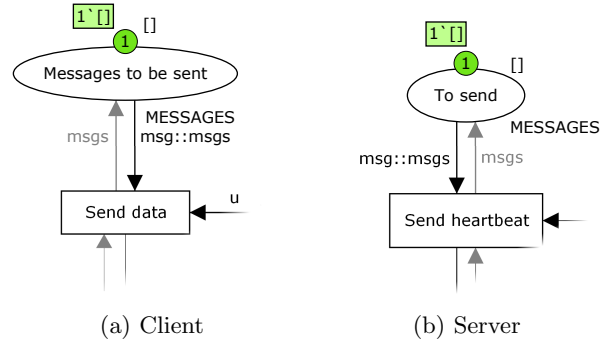 1`[]
[]
1
Messages to be sent
MESSAGES
msgs
msg::msgs
u
Send data
(a) Client
1`[]
1
[]
To send
MESSAGES
msg::msgs
msgs
Send heartbeat
(b) Server